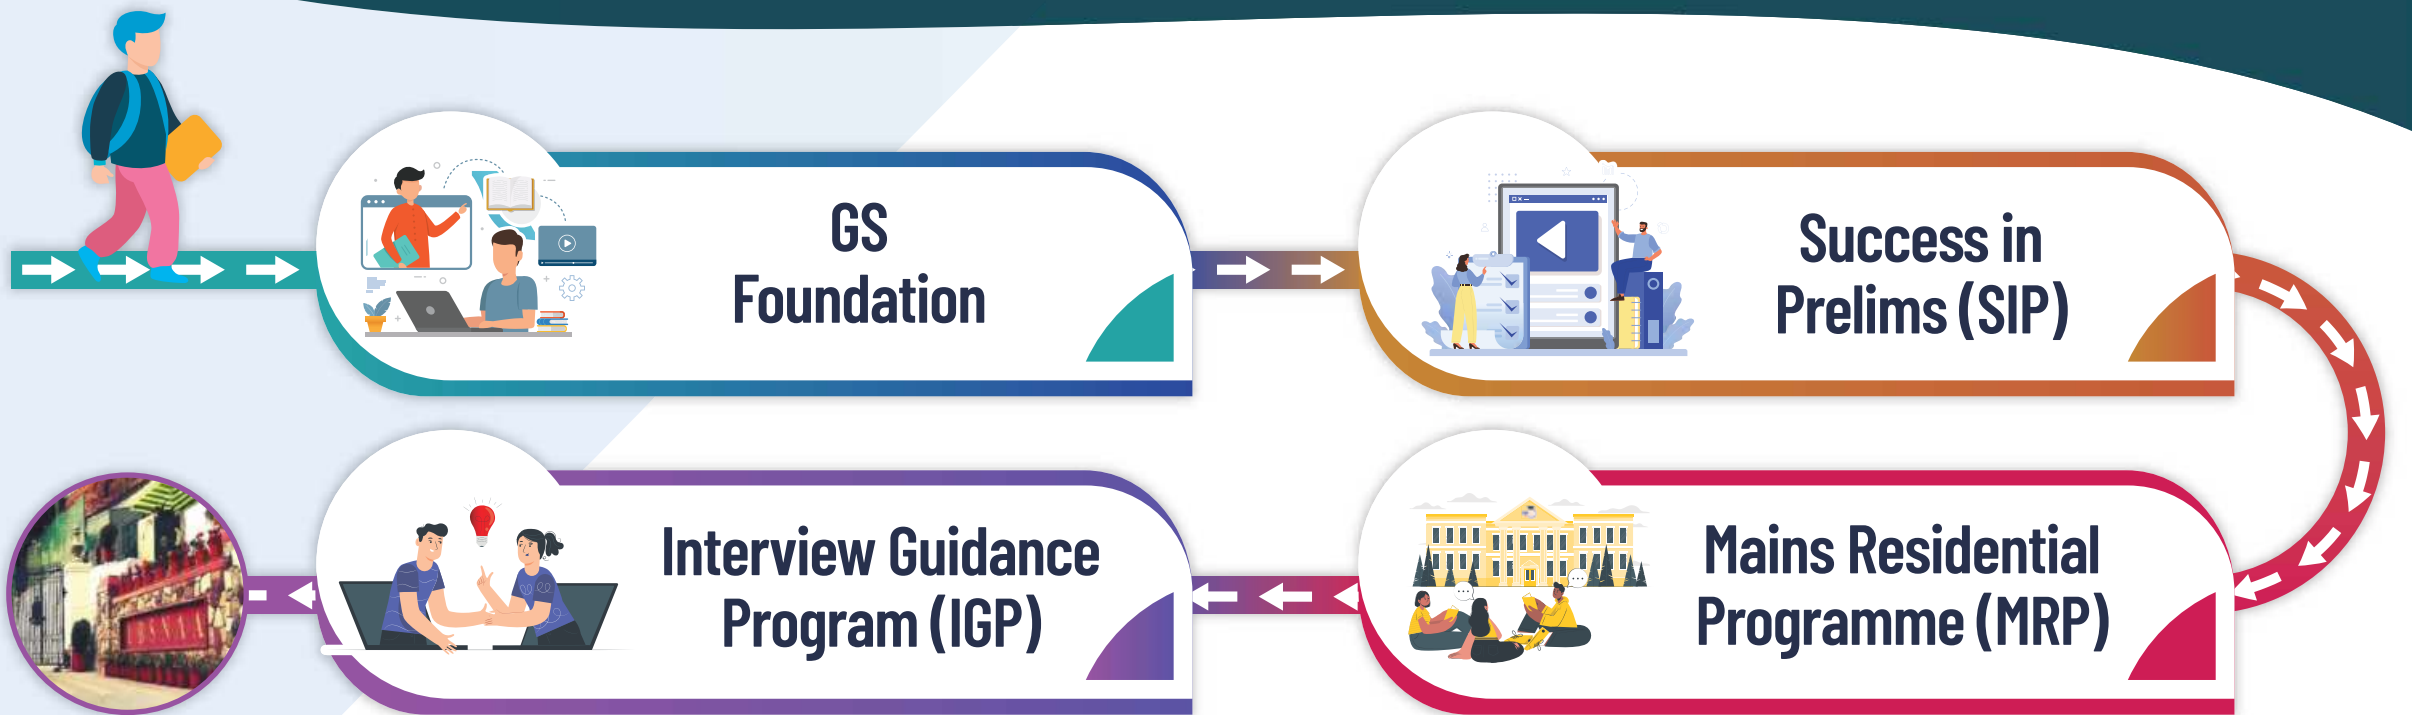 GS
Foundation
Success in
Prelims (SIP)
Mains Residential
Programme (MRP)
Interview Guidance
Program (IGP)